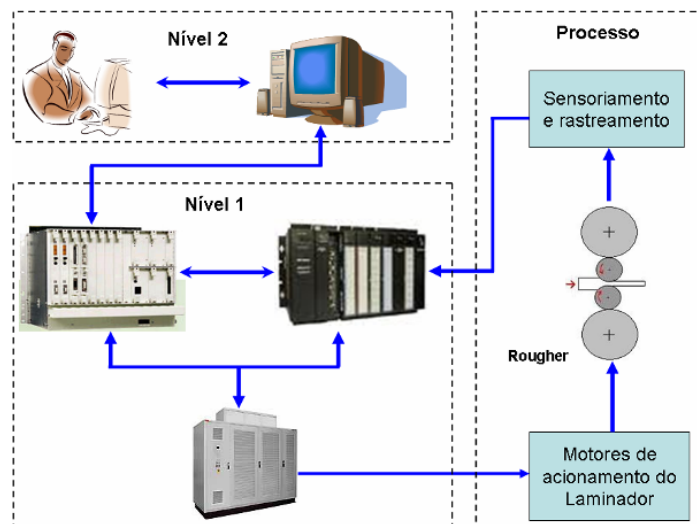 Nível 2
Processo
Sensoriamento
e rastreamento
Nível 1
Rougher
Motores de
acionamento do
Laminador